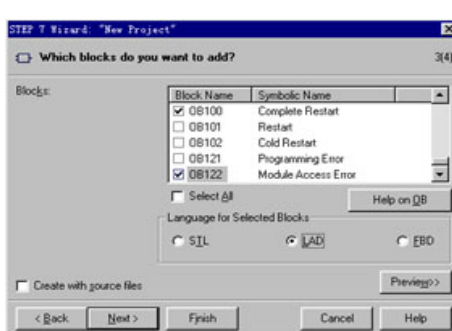 STEP 7 Wizard: "New Project"
Which blocks do you want to add? 3(4)
Blocks:
Block Name Symbolic Name
OB100 Complete Restart
OB101 Restart
OB102 Cold Restart
OB121 Programming Error
OB122 Module Access Error
Select All
Help on OB
Language for Selected Blocks
STL LAD FBD
Create with source files
Preview>>
< Back Next > Finish Cancel Help